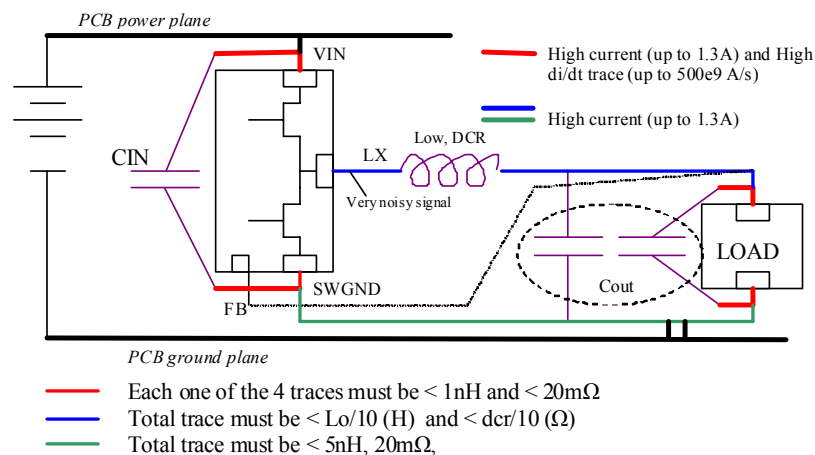 PCB power plane
VIN
High current (up to 1.3A) and High
di/dt trace (up to 500e9 A/s)
High current (up to 1.3A)
CIN
LX
Low, DCR
Very noisy signal
LOAD
Cout
SWGND
FB
PCB ground plane
Each one of the 4 traces must be < 1nH and < 20mΩ
Total trace must be < Lo/10 (H) and < dcr/10 (Ω)
Total trace must be < 5nH, 20mΩ,